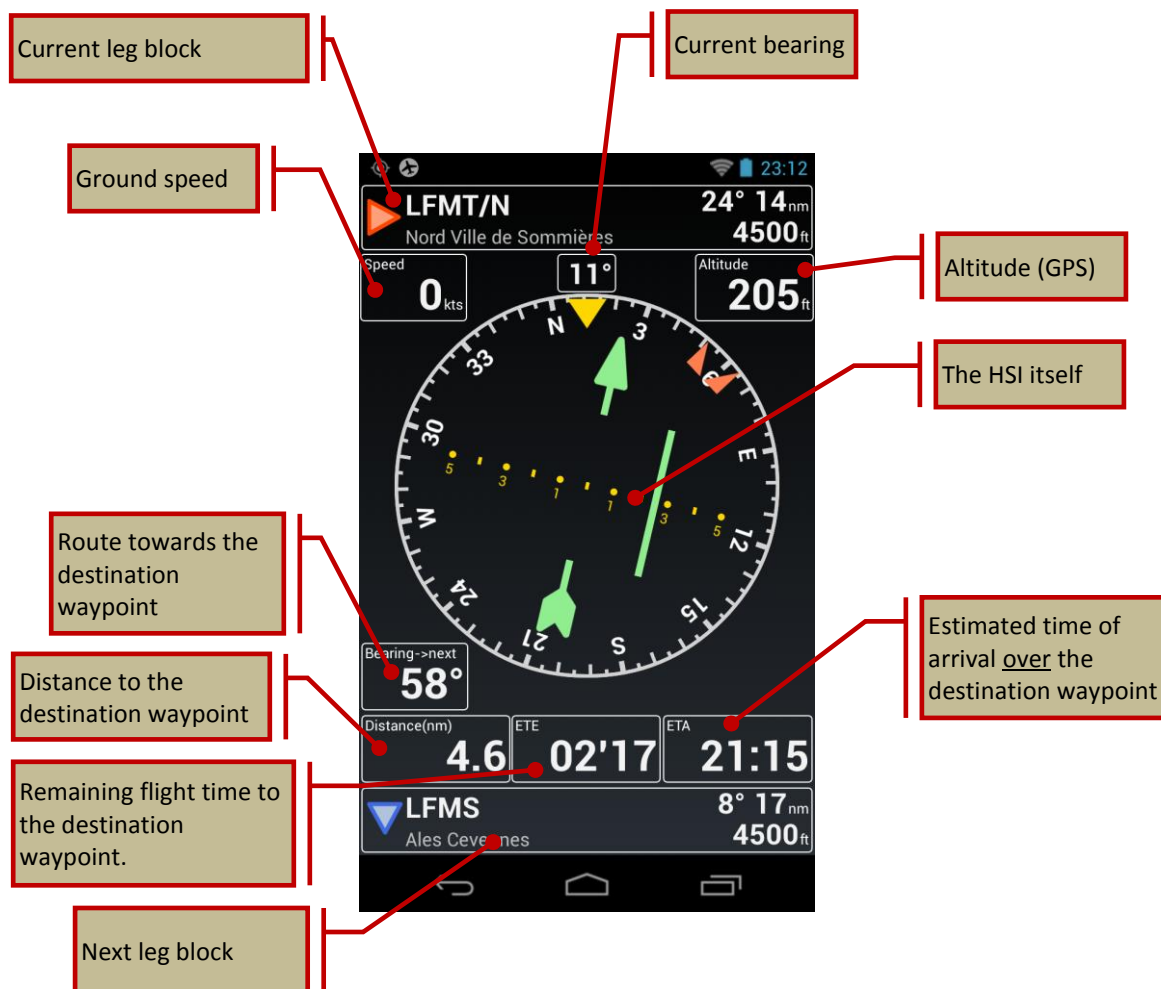 Current leg block
Current bearing
Ground speed
23:12
LFMT/N
24° 14nm
Nord Ville de Sommières
4500ft
Speed
0kts
11°
Altitude
205ft
Altitude (GPS)
The HSI itself
N
3
6
E
12
15
S
21
24
W
30
33
5
3
1
1
3
5
Route towards the
destination
waypoint
Bearing->next
58°
Estimated time of
arrival over the
destination waypoint
Distance to the
destination waypoint
Distance(nm)
4.6
ETE
02'17
ETA
21:15
Remaining flight time to
the destination
waypoint.
LFMS
8° 17nm
Ales Cevennes
4500ft
Next leg block